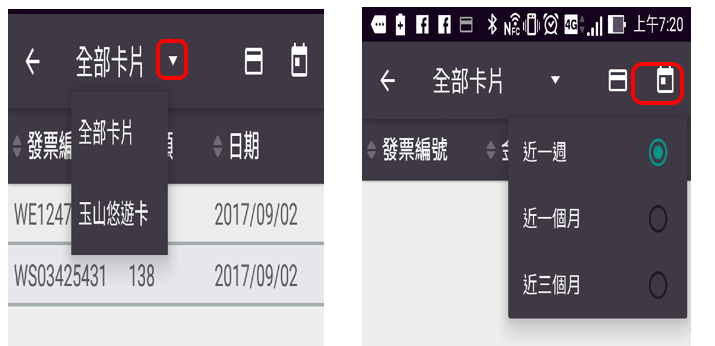 全部卡片
全部卡片
玉山悠遊卡
發票編
日期
WE1247
2017/09/02
WS03425431 138 2017/09/02
4G 上午7:20
全部卡片
發票編號
近一週
近一個月
近三個月